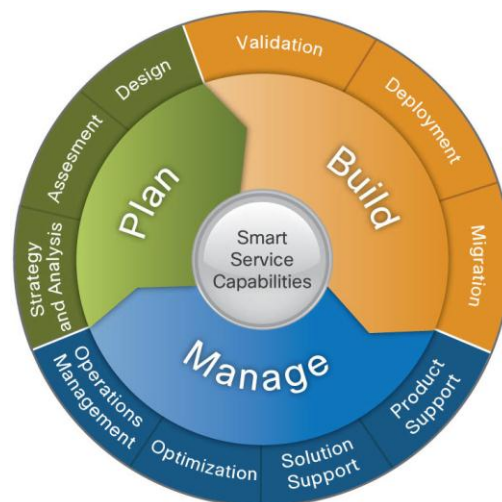 Smart
Service
Capabilities
Plan
Build
Manage
Strategy
and Analysis
Assesment
Design
Validation
Deployment
Migration
Product
Support
Solution
Support
Optimization
Operations
Management